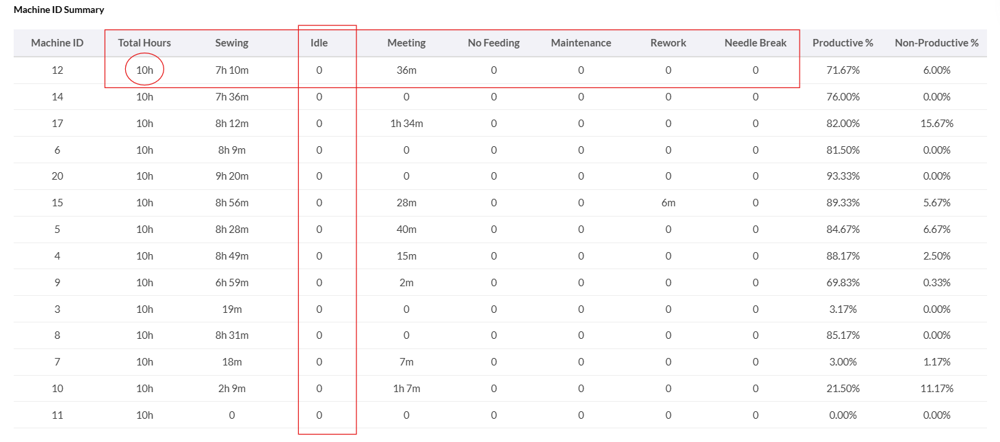 Machine ID Summary
Machine ID Total Hours Sewing Idle Meeting No Feeding Maintenance Rework Needle Break Productive % Non-Productive %
12 10h 7h 10m 0 36m 0 0 0 0 71.67% 6.00%
14 10h 7h 36m 0 0 0 0 0 0 76.00% 0.00%
17 10h 8h 12m 0 1h 34m 0 0 0 0 82.00% 15.67%
6 10h 8h 9m 0 0 0 0 0 0 81.50% 0.00%
20 10h 9h 20m 0 0 0 0 0 0 93.33% 0.00%
15 10h 8h 56m 0 28m 0 0 6m 0 89.33% 5.67%
5 10h 8h 28m 0 40m 0 0 0 0 84.67% 6.67%
4 10h 8h 49m 0 15m 0 0 0 0 88.17% 2.50%
9 10h 6h 59m 0 2m 0 0 0 0 69.83% 0.33%
3 10h 19m 0 0 0 0 0 0 3.17% 0.00%
8 10h 8h 31m 0 0 0 0 0 0 85.17% 0.00%
7 10h 18m 0 7m 0 0 0 0 3.00% 1.17%
10 10h 2h 9m 0 1h 7m 0 0 0 0 21.50% 11.17%
11 10h 0 0 0 0 0 0 0 0.00% 0.00%